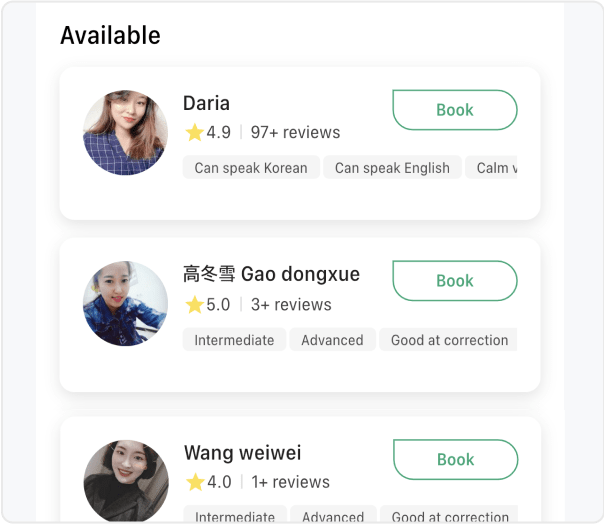 Available
Daria
Book
4.9 | 97+ reviews
Can speak Korean Can speak English Calm v
高冬雪 Gao dongxue
Book
5.0 | 3+ reviews
Intermediate Advanced Good at correction
Wang weiwei
Book
4.0 | 1+ reviews
Intermediate Advanced Good at correction